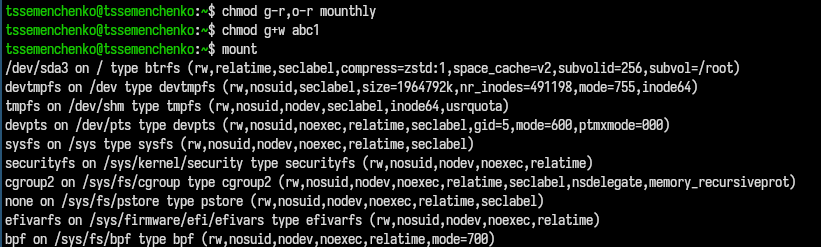 tssemenchenko@tssemenchenko:~$ chmod g-r,o-r mounthly
tssemenchenko@tssemenchenko:~$ chmod g+w abc1
tssemenchenko@tssemenchenko:~$ mount
/dev/sda3 on / type btrfs (rw,relatime,seclabel,compress=zstd:1,space_cache=v2,subvolid=256,subvol=/root)
devtmpfs on /dev type devtmpfs (rw,nosuid,seclabel,size=1964792k,nr_inodes=491198,mode=755,inode64)
tmpfs on /dev/shm type tmpfs (rw,nosuid,nodev,seclabel,inode64,usrquota)
devpts on /dev/pts type devpts (rw,nosuid,noexec,relatime,seclabel,gid=5,mode=600,ptmxmode=000)
sysfs on /sys type sysfs (rw,nosuid,nodev,noexec,relatime,seclabel)
securityfs on /sys/kernel/security type securityfs (rw,nosuid,nodev,noexec,relatime)
cgroup2 on /sys/fs/cgroup type cgroup2 (rw,nosuid,nodev,noexec,relatime,seclabel,nsdelegate,memory_recursiveprot)
none on /sys/fs/pstore type pstore (rw,nosuid,nodev,noexec,relatime,seclabel)
efivarfs on /sys/firmware/efi/efivars type efivarfs (rw,nosuid,nodev,noexec,relatime)
bpf on /sys/fs/bpf type bpf (rw,nosuid,nodev,noexec,relatime,mode=700)